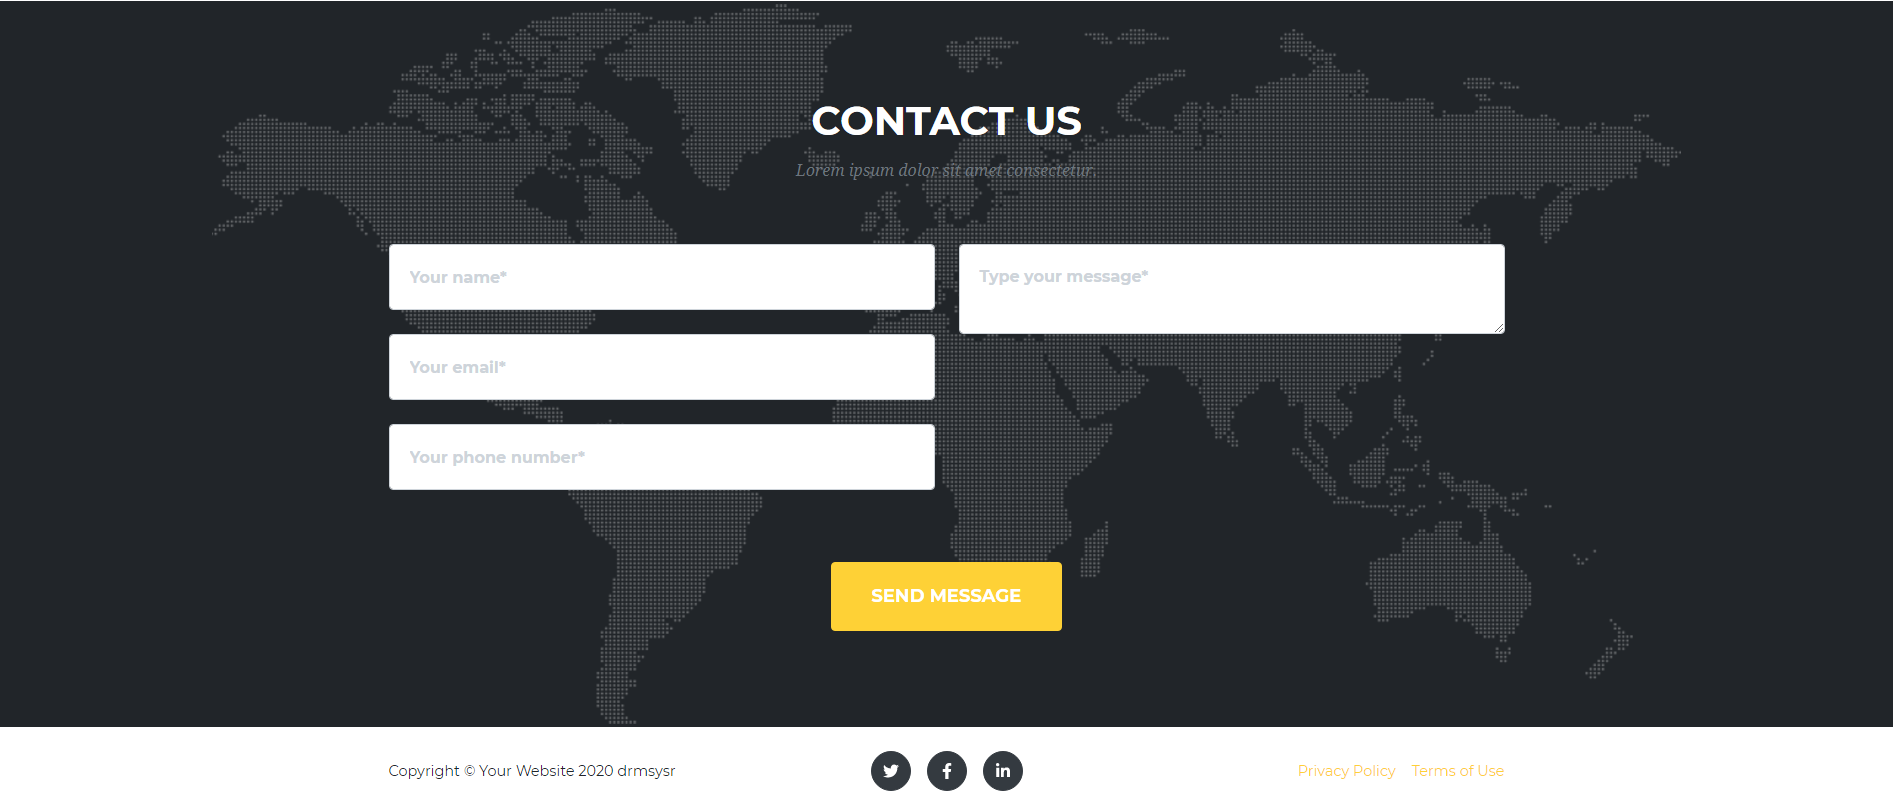 CONTACT US
Lorem ipsum dolor sit amet consectetur.
Your name*
Your email*
Your phone number*
Type your message*
SEND MESSAGE
Copyright © Your Website 2020 drmsysr
Privacy Policy Terms of Use